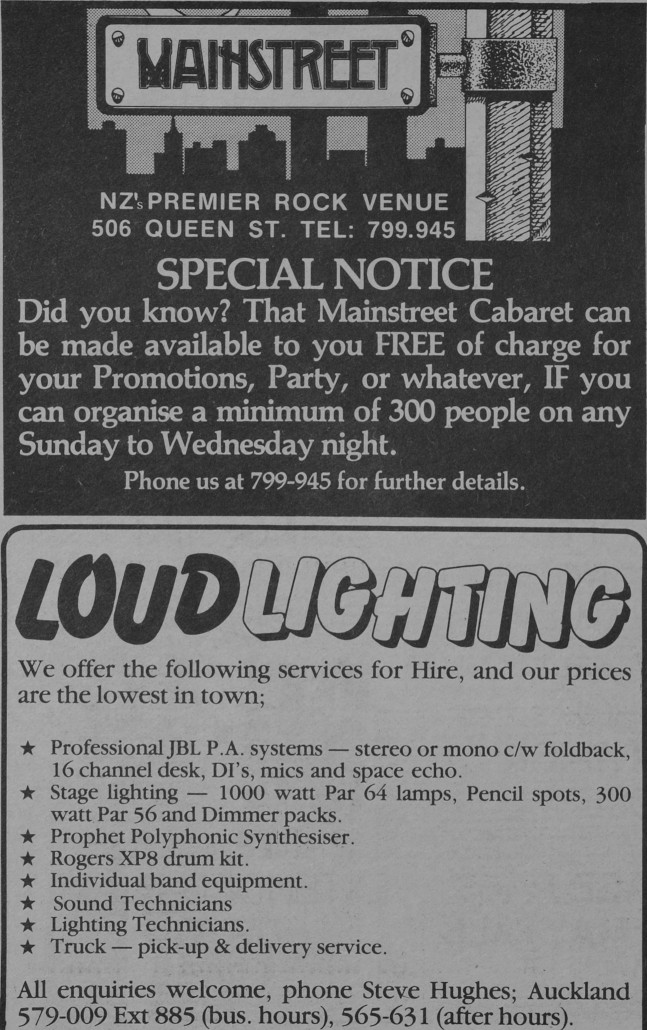 MAINSTREET
NZ's PREMIER ROCK VENUE
506 QUEEN ST. TEL: 799.945
SPECIAL NOTICE
Did you know? That Mainstreet Cabaret can
be made available to you FREE of charge for
your Promotions, Party, or whatever, IF you
can organise a minimum of 300 people on any
Sunday to Wednesday night.
Phone us at 799-945 for further details.
LOUD LIGHTING
We offer the following services for Hire, and our prices
are the lowest in town;
★ Professional JBL P.A. systems — stereo or mono c/w foldback,
16 channel desk, DI's, mics and space echo.
★ Stage lighting — 1000 watt Par 64 lamps, Pencil spots, 300
watt Par 56 and Dimmer packs.
★ Prophet Polyphonic Synthesiser.
★ Rogers XP8 drum kit.
★ Individual band equipment.
★ Sound Technicians
★ Lighting Technicians.
★ Truck — pick-up & delivery service.
All enquiries welcome, phone Steve Hughes; Auckland
579-009 Ext 885 (bus. hours), 565-631 (after hours).